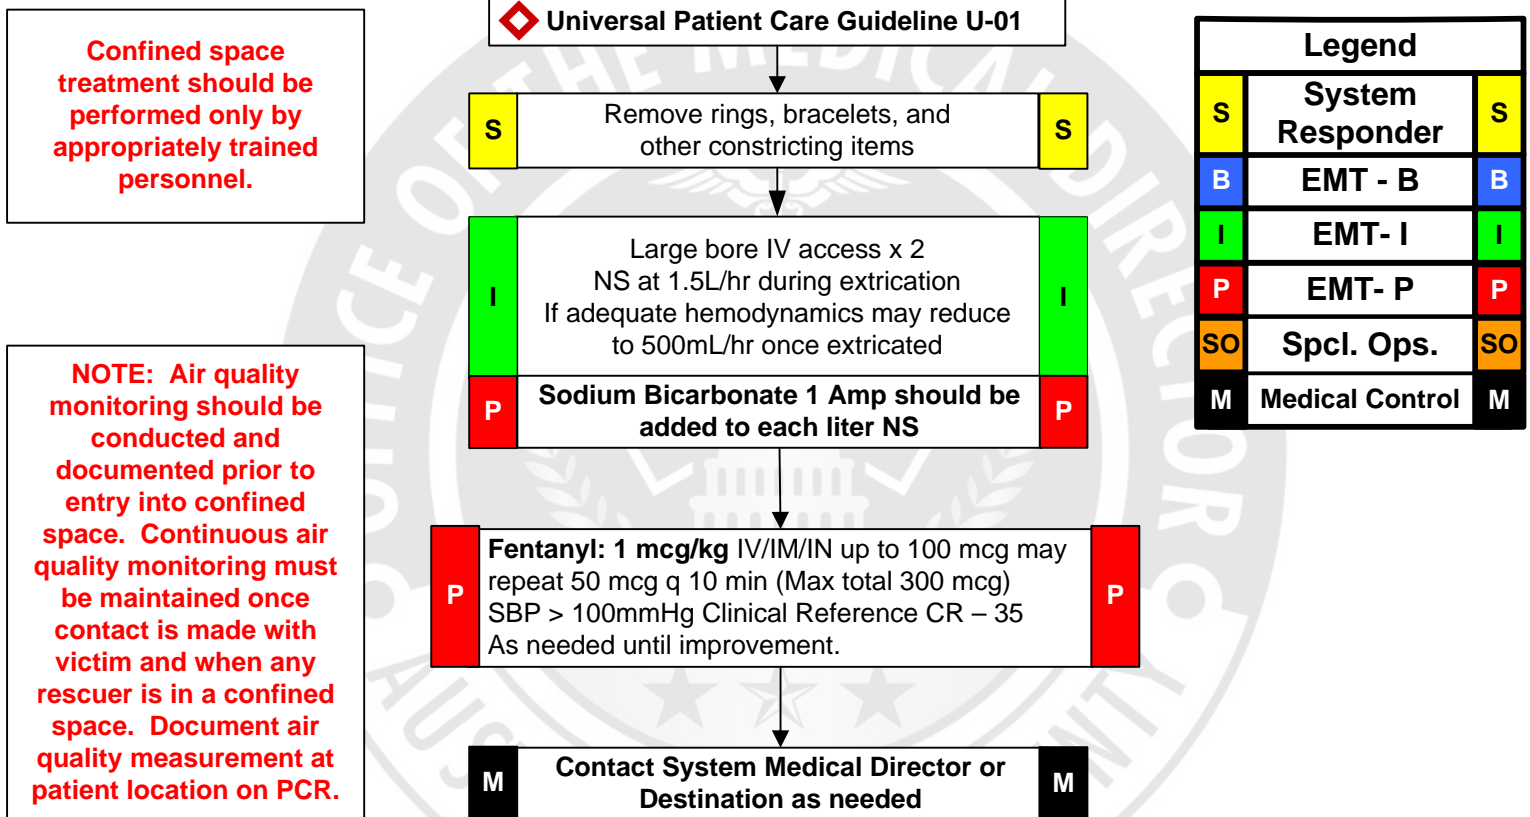 Universal Patient Care Guideline U-01
Confined space
treatment should be
performed only by
appropriately trained
personnel.
S
Remove rings, bracelets, and
other constricting items
S
I
Large bore IV access x 2
NS at 1.5L/hr during extrication
If adequate hemodynamics may reduce
to 500mL/hr once extricated
I
P
Sodium Bicarbonate 1 Amp should be
added to each liter NS
P
NOTE: Air quality
monitoring should be
conducted and
documented prior to
entry into confined
space. Continuous air
quality monitoring must
be maintained once
contact is made with
victim and when any
rescuer is in a confined
space. Document air
quality measurement at
patient location on PCR.
P
Fentanyl: 1 mcg/kg IV/IM/IN up to 100 mcg may
repeat 50 mcg q 10 min (Max total 300 mcg)
SBP > 100mmHg Clinical Reference CR – 35
As needed until improvement.
P
M
Contact System Medical Director or
Destination as needed
M
Legend
S
System
Responder
S
B
EMT - B
B
I
EMT- I
I
P
EMT- P
P
SO
Spcl. Ops.
SO
M
Medical Control
M
OFFICE OF THE MEDICAL DIRECTOR